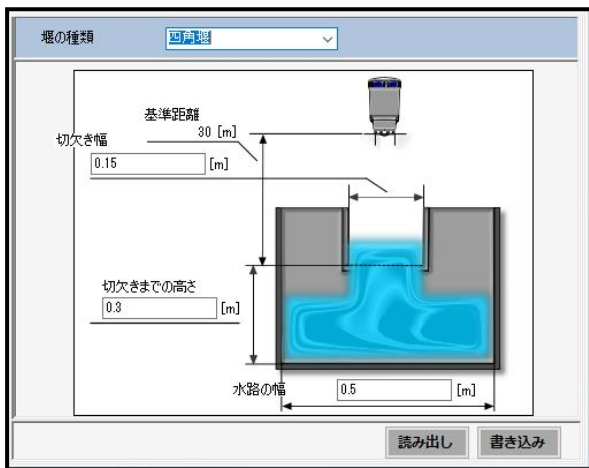 堰の種類 四角堰
基準距離
30 [m]
切欠き幅
0.15 [m]
切欠きまでの高さ
0.3 [m]
水路の幅 0.5 [m]
読み出し 書き込み